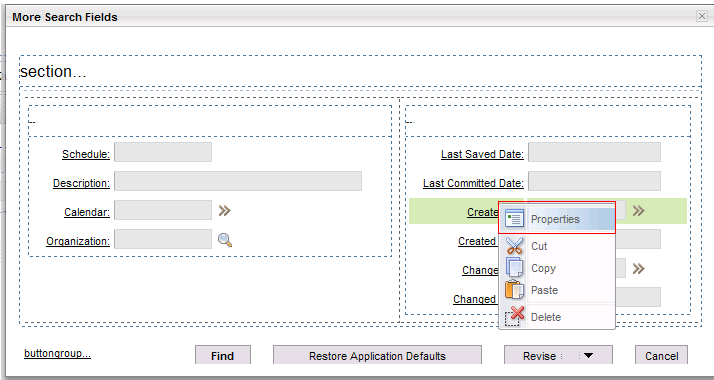 More Search Fields
section...
...
...
Schedule:
Description:
Calendar:
Organization:
Last Saved Date:
Last Committed Date:
Create
Created
Change
Changed
Properties
Cut
Copy
Paste
Delete
buttongroup...
Find
Restore Application Defaults
Revise
Cancel